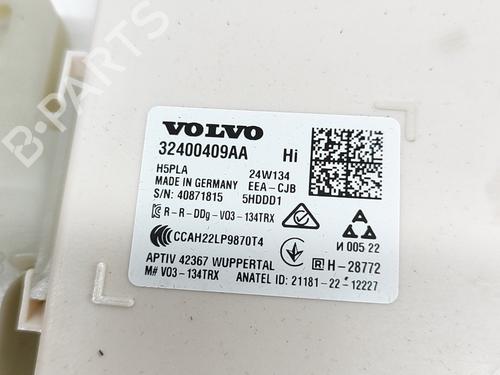 VOLVO
32400409AA Hi
H5PLA 24W134
MADE IN GERMANY EEA-CJB
S/N: 40871815 5HDDD1
R-R-DDg-V03-134TRX
CCAH22LP9870T4
И 005 22
APTIV 42367 WUPPERTAL R H-28772
M# V03-134TRX ANATEL ID: 21181-22-12227
B-PARTS